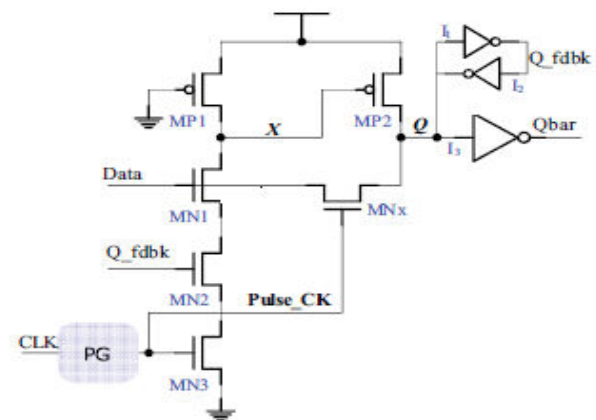 I1
Q_fdbk
I2
MP1
X
MP2
Q
Qbar
I3
Data
MN1
MNx
Q_fdbk
MN2
Pulse_CK
CLK
PG
MN3